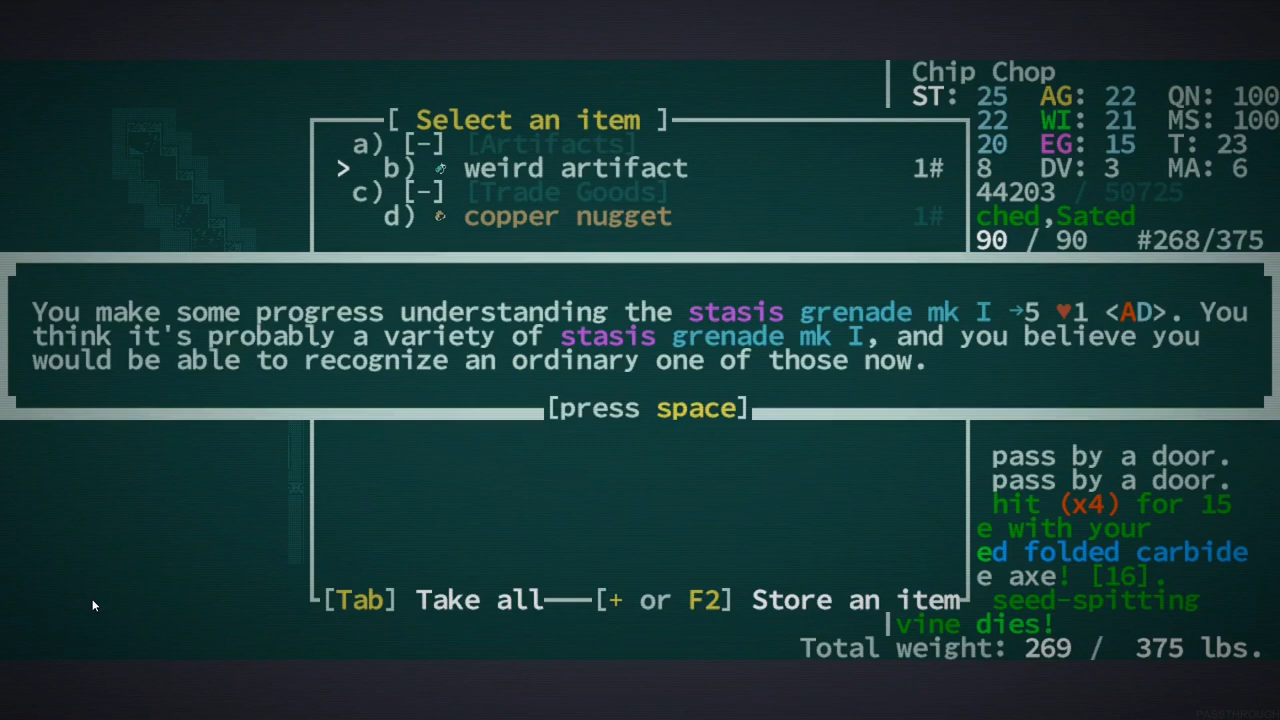 Chip Chop
ST: 25 AG: 22 QN: 100
[ Select an item ] 22 WI: 21 MS: 100
a) [-] [Artifacts] 20 EG: 15 T: 23
> b) weird artifact 1# 8 DV: 3 MA: 6
c) [-] [Trade Goods] 44203 / 50725
d) copper nugget 1# ched,Sated
90 / 90 #268/375
You make some progress understanding the stasis grenade mk I →5 ♥1 <AD>. You
think it's probably a variety of stasis grenade mk I, and you believe you
would be able to recognize an ordinary one of those now.
[press space]
pass by a door.
pass by a door.
hit (x4) for 15
e with your
ed folded carbide
e axe! [16].
[Tab] Take all [+ or F2] Store an item seed-spitting
vine dies!
Total weight: 269 / 375 lbs.